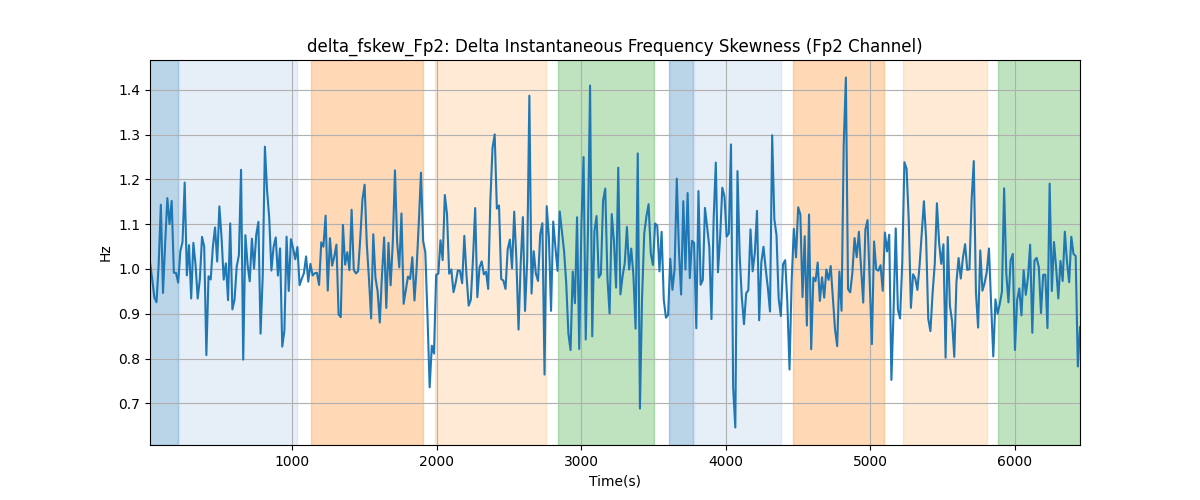 delta_fskew_Fp2: Delta Instantaneous Frequency Skewness (Fp2 Channel)
1.4
1.3
1.2
1.1
1.0
0.9
0.8
0.7
Hz
1000 2000 3000 4000 5000 6000
Time(s)